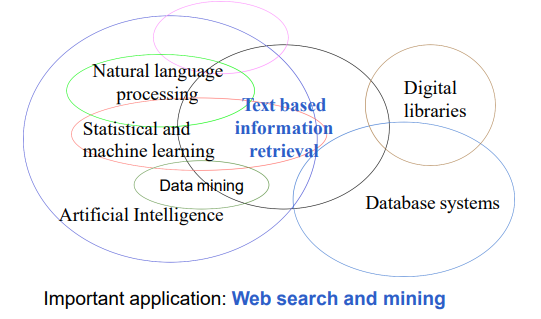 Natural language
processing
Digital
libraries
Text based
information
retrieval
Statistical and
machine learning
Data mining
Database systems
Artificial Intelligence
Important application: Web search and mining